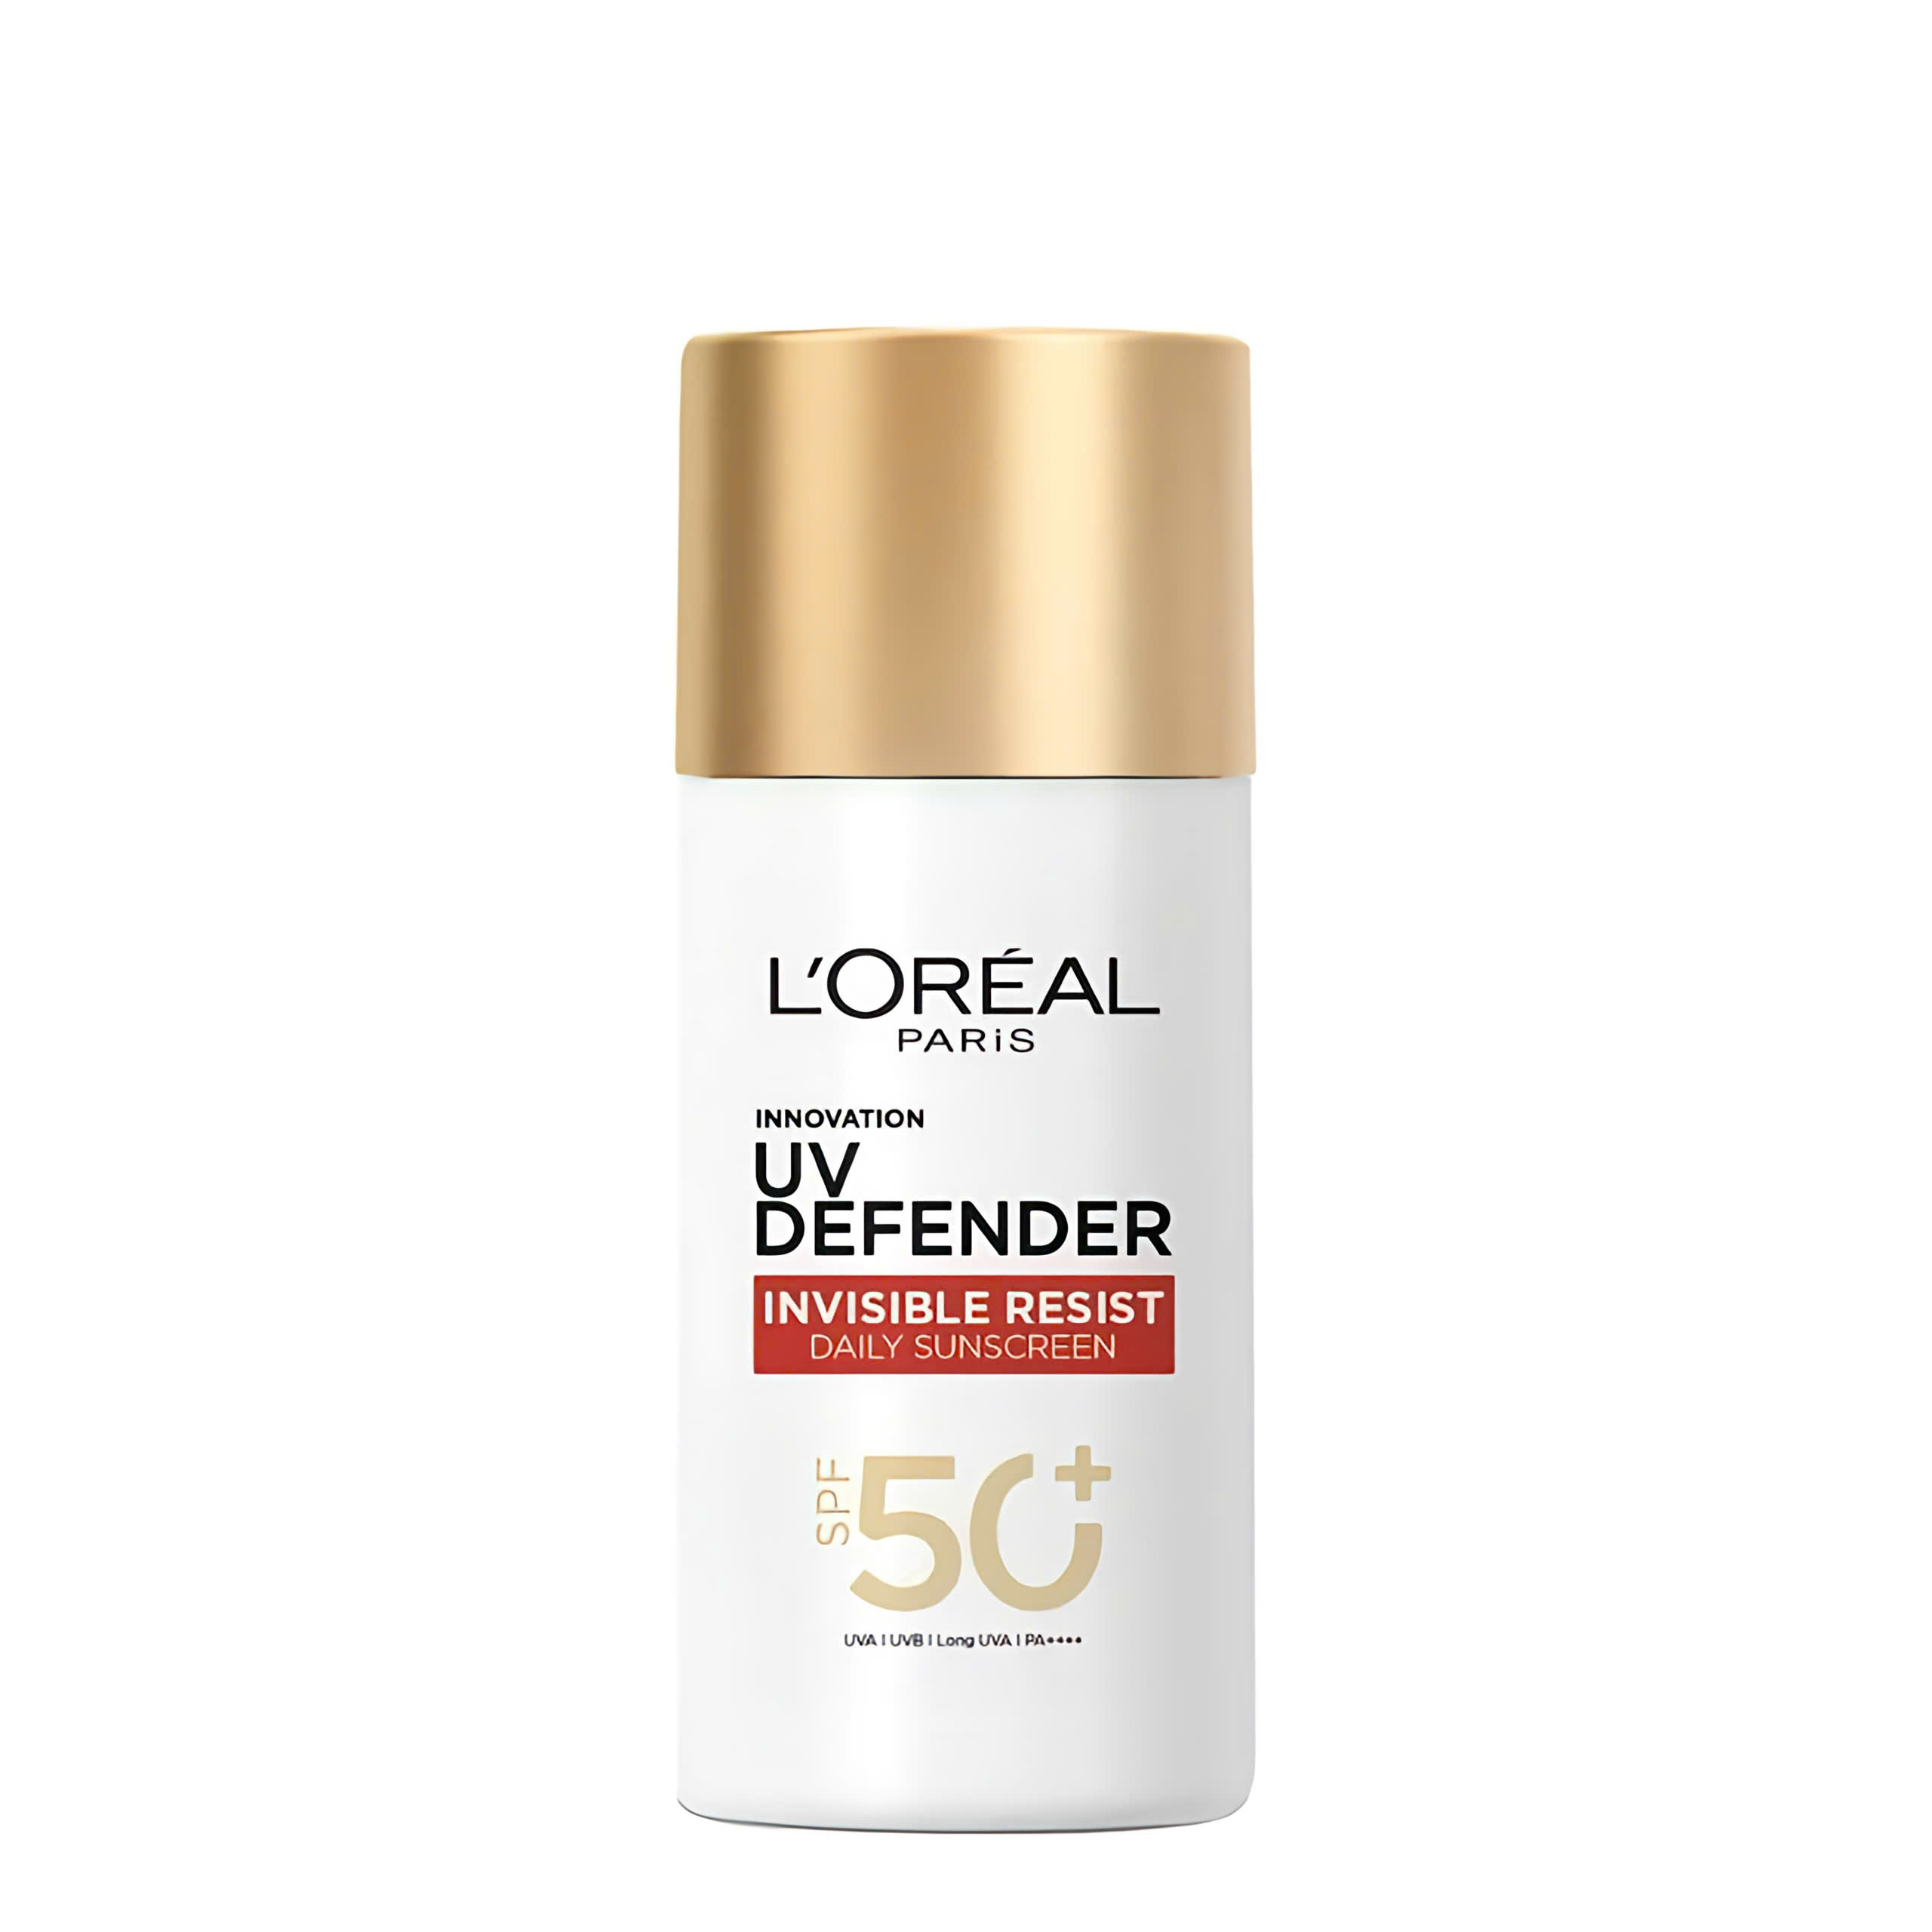 L'ORÉAL
PARiS
INNOVATION
UV
DEFENDER
INVISIBLE RESIST
DAILY SUNSCREEN
SPF 50+
UVA | UVB | Long UVA | PA++++